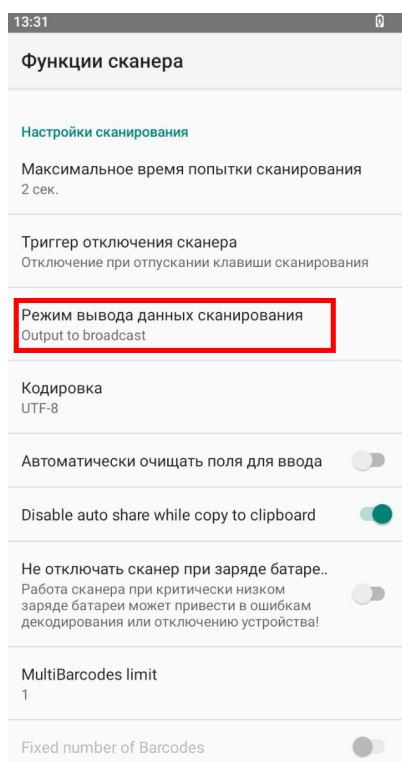 13:31
Функции сканера
Настройки сканирования
Максимальное время попытки сканирования
2 сек.
Триггер отключения сканера
Отключение при отпускании клавиши сканирования
Режим вывода данных сканирования
Output to broadcast
Кодировка
UTF-8
Автоматически очищать поля для ввода
Disable auto share while copy to clipboard
Не отключать сканер при заряде батаре..
Работа сканера при критически низком
заряде батареи может привести в ошибкам
декодирования или отключению устройства!
MultiBarcodes limit
1
Fixed number of Barcodes